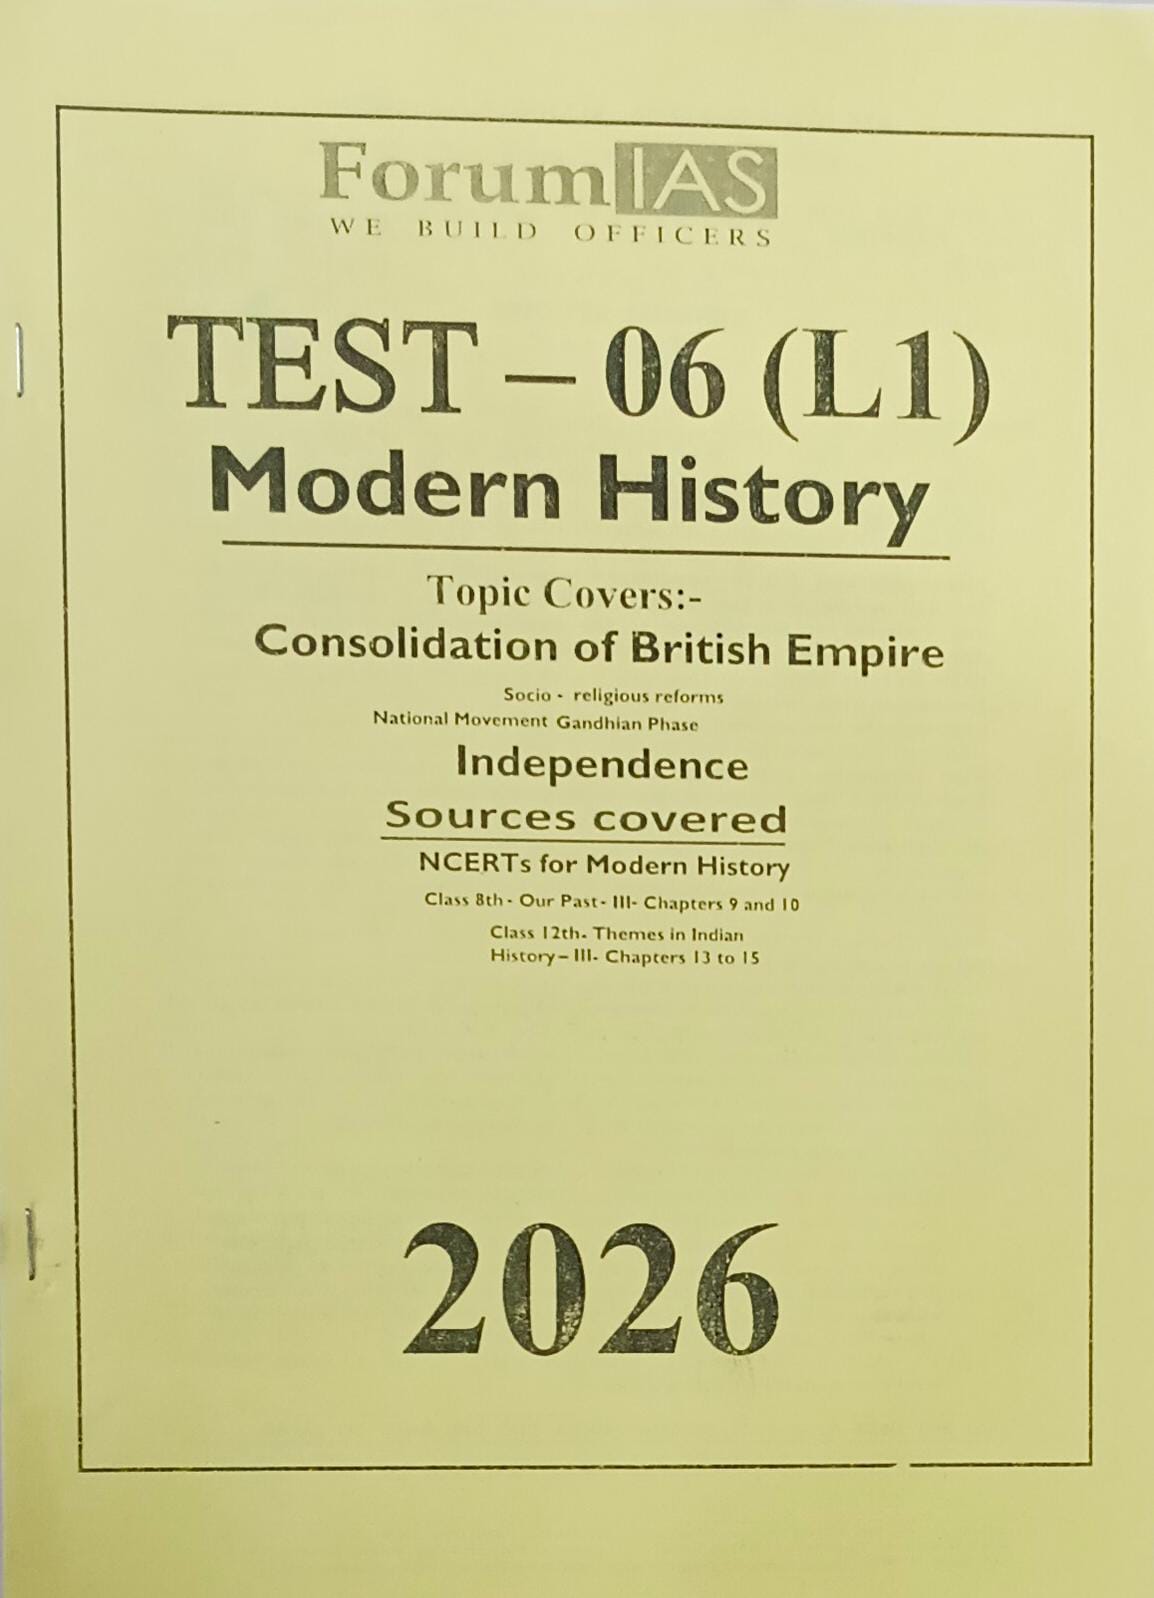 Forum IAS
WE BUILD OFFICERS
TEST – 06 (L1)
Modern History
Topic Covers:-
Consolidation of British Empire
Socio - religious reforms
National Movement Gandhian Phase
Independence
Sources covered
NCERTs for Modern History
Class 8th - Our Past- III- Chapters 9 and 10
Class 12th- Themes in Indian
History– III- Chapters 13 to 15
2026